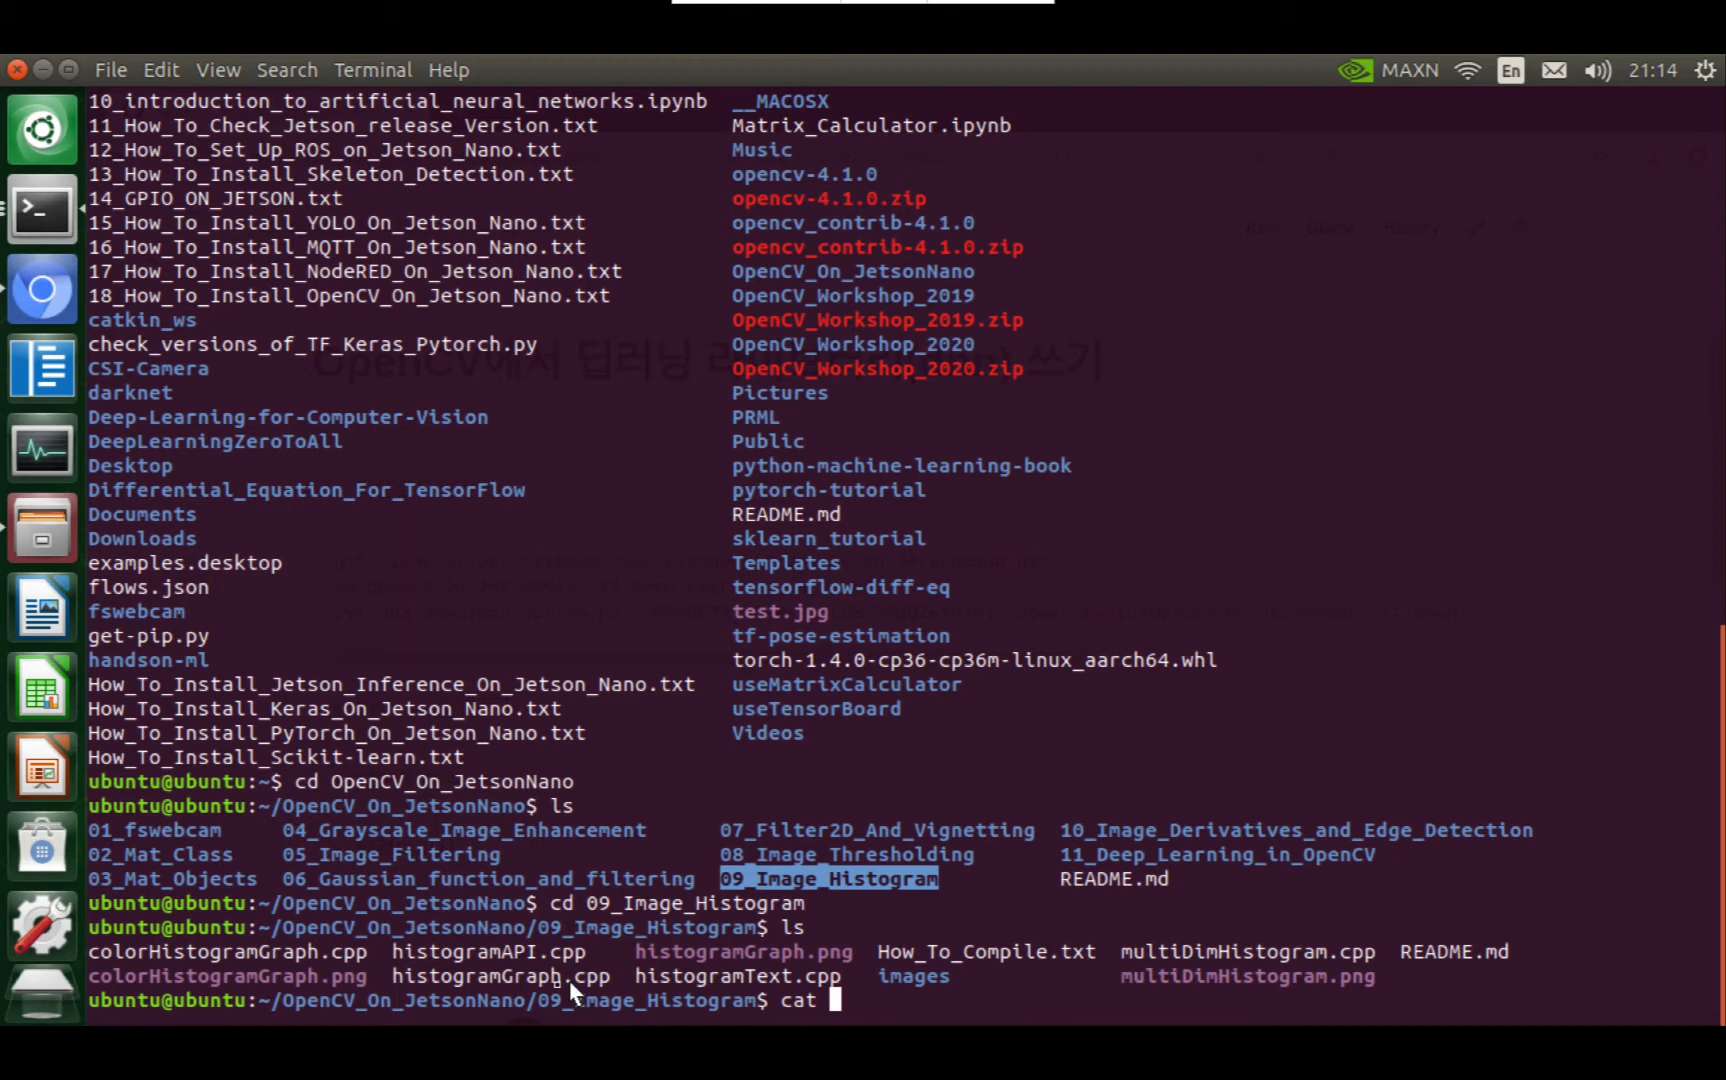 File Edit View Search Terminal Help MAXN En 21:14
10_introduction_to_artificial_neural_networks.ipynb __MACOSX
11_How_To_Check_Jetson_release_Version.txt Matrix_Calculator.ipynb
12_How_To_Set_Up_ROS_on_Jetson_Nano.txt Music
13_How_To_Install_Skeleton_Detection.txt opencv-4.1.0
14_GPIO_ON_JETSON.txt opencv-4.1.0.zip
15_How_To_Install_YOLO_On_Jetson_Nano.txt opencv_contrib-4.1.0
16_How_To_Install_MQTT_On_Jetson_Nano.txt opencv_contrib-4.1.0.zip
17_How_To_Install_NodeRED_On_Jetson_Nano.txt OpenCV_On_JetsonNano
18_How_To_Install_OpenCV_On_Jetson_Nano.txt OpenCV_Workshop_2019
catkin_ws OpenCV_Workshop_2019.zip
check_versions_of_TF_Keras_Pytorch.py OpenCV_Workshop_2020
CSI-Camera OpenCV_Workshop_2020.zip
darknet Pictures
Deep-Learning-for-Computer-Vision PRML
DeepLearningZeroToAll Public
Desktop python-machine-learning-book
Differential_Equation_For_TensorFlow pytorch-tutorial
Documents README.md
Downloads sklearn_tutorial
examples.desktop Templates
flows.json tensorflow-diff-eq
fswebcam test.jpg
get-pip.py tf-pose-estimation
handson-ml torch-1.4.0-cp36-cp36m-linux_aarch64.whl
How_To_Install_Jetson_Inference_On_Jetson_Nano.txt useMatrixCalculator
How_To_Install_Keras_On_Jetson_Nano.txt useTensorBoard
How_To_Install_PyTorch_On_Jetson_Nano.txt Videos
How_To_Install_Scikit-learn.txt
ubuntu@ubuntu:~$ cd OpenCV_On_JetsonNano
ubuntu@ubuntu:~/OpenCV_On_JetsonNano$ ls
01_fswebcam 04_Grayscale_Image_Enhancement 07_Filter2D_And_Vignetting 10_Image_Derivatives_and_Edge_Detection
02_Mat_Class 05_Image_Filtering 08_Image_Thresholding 11_Deep_Learning_in_OpenCV
03_Mat_Objects 06_Gaussian_function_and_filtering 09_Image_Histogram README.md
ubuntu@ubuntu:~/OpenCV_On_JetsonNano$ cd 09_Image_Histogram
ubuntu@ubuntu:~/OpenCV_On_JetsonNano/09_Image_Histogram$ ls
colorHistogramGraph.cpp histogramAPI.cpp histogramGraph.png How_To_Compile.txt multiDimHistogram.cpp README.md
colorHistogramGraph.png histogramGraph.cpp histogramText.cpp images multiDimHistogram.png
ubuntu@ubuntu:~/OpenCV_On_JetsonNano/09_Image_Histogram$ cat